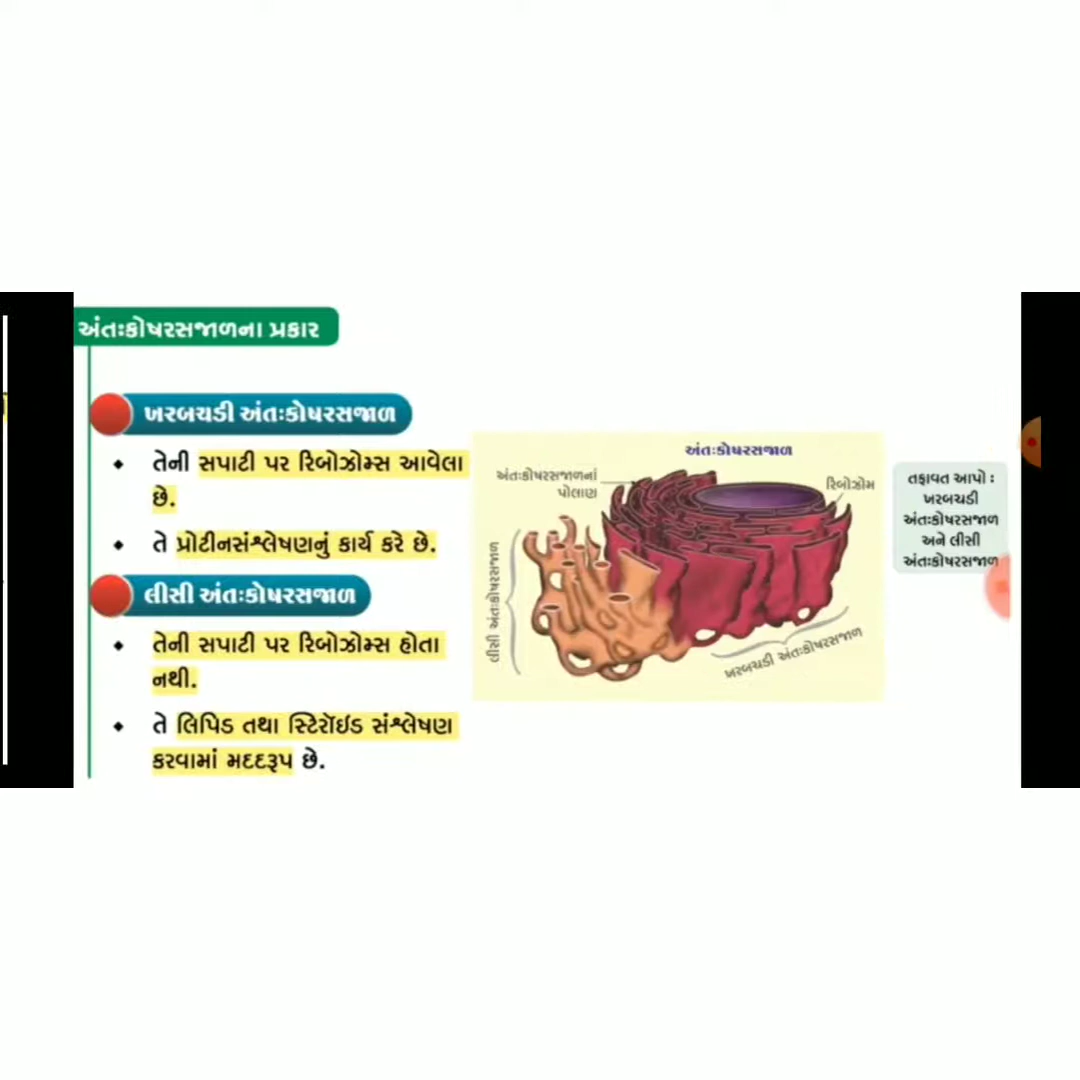 અંતઃકોષરસજાળના પ્રકાર
ખરબચડી અંતઃકોષરસજાળ
તેની સપાટી પર રિબોઝોમ્સ આવેલા
છે.
તે પ્રોટીનસંશ્લેષણનું કાર્ય કરે છે.
લીસી અંતઃકોષરસજાળ
તેની સપાટી પર રિબોઝોમ્સ હોતા
નથી.
તે લિપિડ તથા સ્ટિરૉઇડ સંશ્લેષણ
કરવામાં મદદરૂપ છે.
અંતઃકોષરસજાળ
અંતઃકોષરસજાળનાં
પોલાણ
રિબોઝોમ
લીસી અંતઃકોષરસજાળ
ખરબચડી અંતઃકોષરસજાળ
તફાવત આપો :
ખરબચડી
અંતઃકોષરસજાળ
અને લીસી
અંતઃકોષરસજાળ